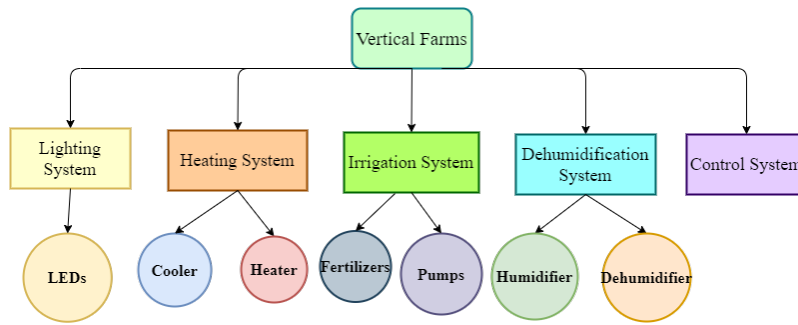 Vertical Farms
Lighting
System
Heating System
Irrigation System
Dehumidification
System
Control System
LEDs
Cooler
Heater
Fertilizers
Pumps
Humidifier
Dehumidifier